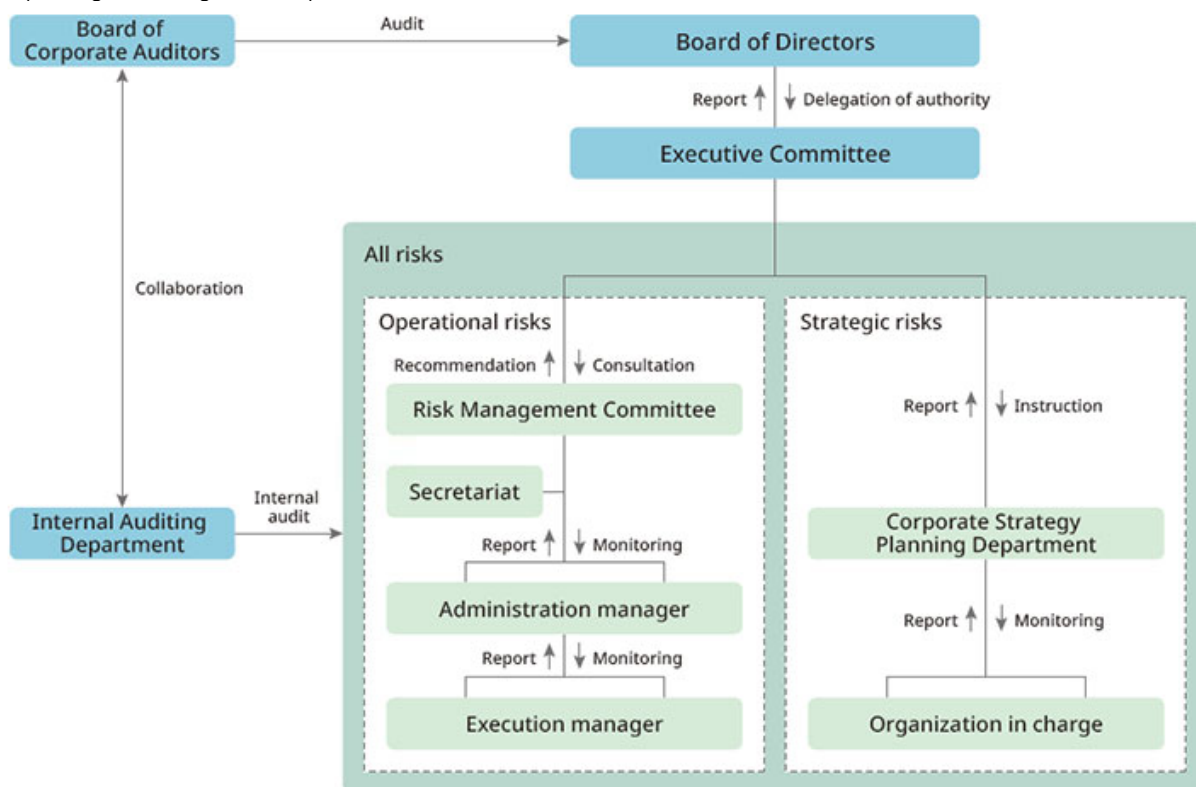 Board of
Corporate Auditors
Audit
Board of Directors
Report
Delegation of authority
Executive Committee
All risks
Collaboration
Operational risks
Strategic risks
Recommendation
Consultation
Risk Management Committee
Report
Instruction
Secretariat
Internal
audit
Internal Auditing
Department
Corporate Strategy
Planning Department
Report
Monitoring
Administration manager
Report
Monitoring
Report
Monitoring
Execution manager
Organization in charge